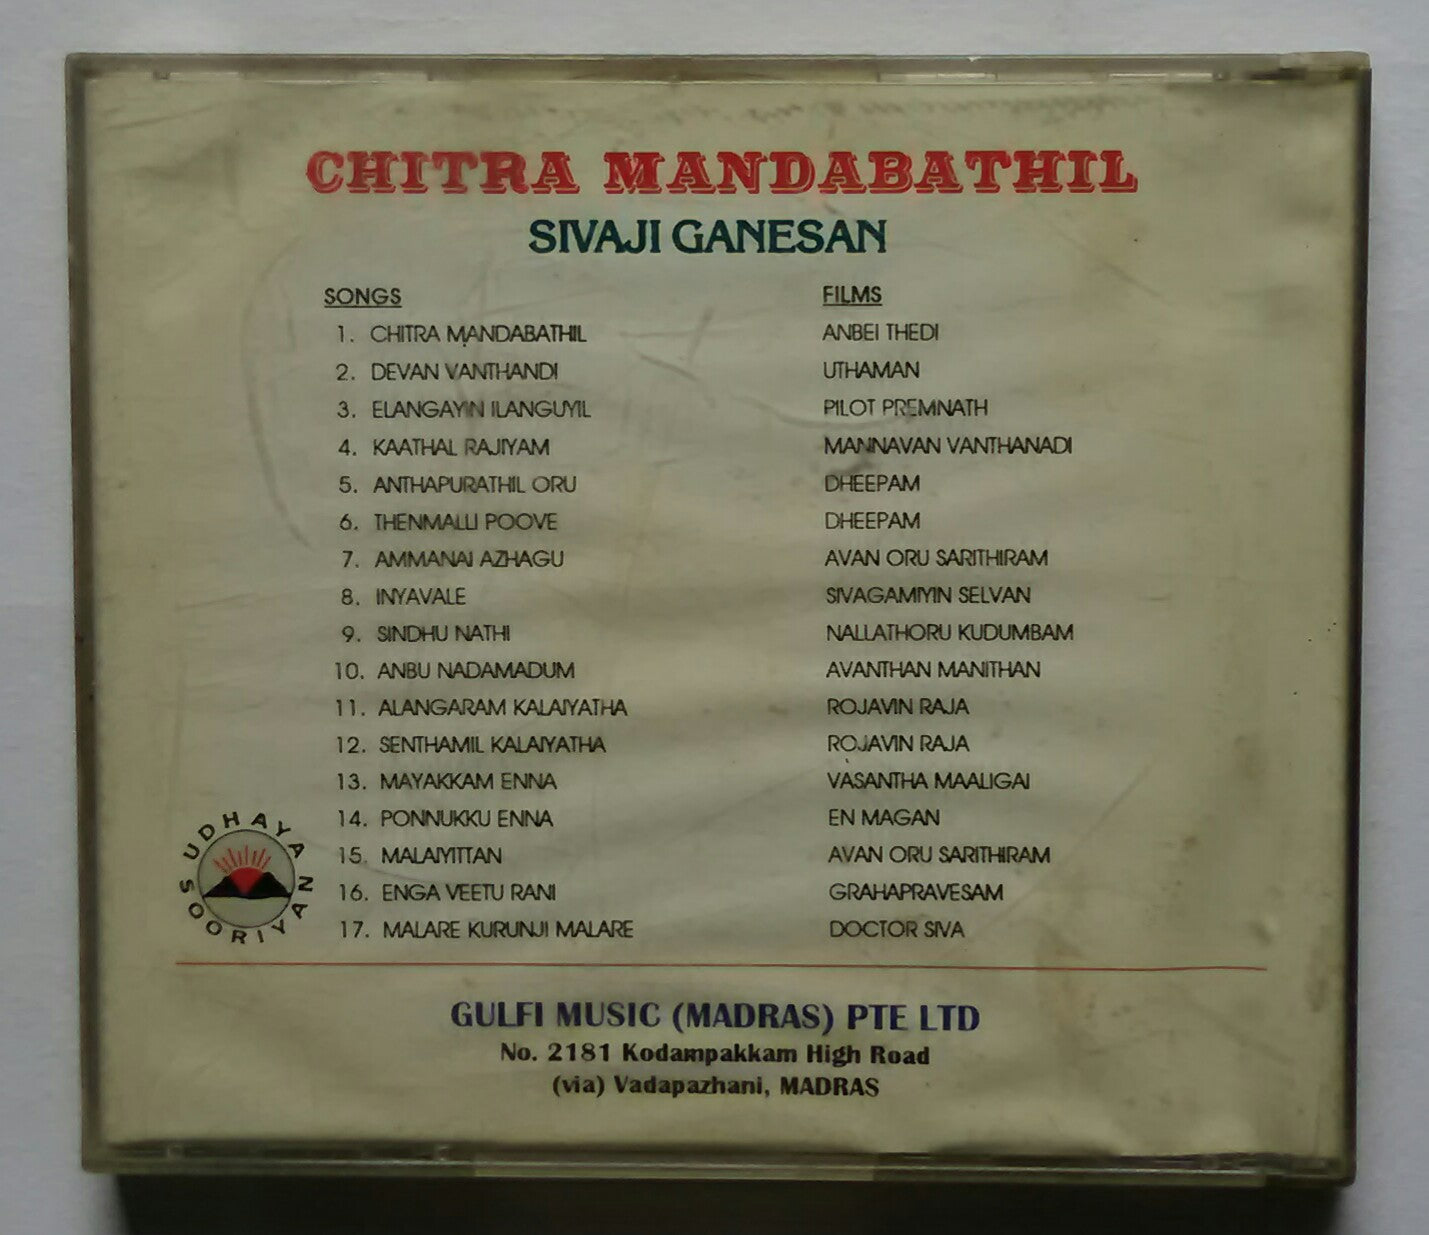 CHITRA MANDABATHIL
SIVAJI GANESAN
SONGS FILMS
1. CHITRA MANDABATHIL ANBEI THEDI
2. DEVAN VANTHANDI UTHAMAN
3. ELANGAYIN ILANGUYIL PILOT PREMNATH
4. KAATHAL RAJIYAM MANNAVAN VANTHANADI
5. ANTHAPURATHIL ORU DHEEPAM
6. THENMALLI POOVE DHEEPAM
7. AMMANAI AZHAGU AVAN ORU SARITHIRAM
8. INYAVALE SIVAGAMIYIN SELVAN
9. SINDHU NATHI NALLATHORU KUDUMBAM
10. ANBU NADAMADUM AVANTHAN MANITHAN
11. ALANGARAM KALAIYATHA ROJAVIN RAJA
12. SENTHAMIL KALAIYATHA ROJAVIN RAJA
13. MAYAKKAM ENNA VASANTHA MAALIGAI
14. PONNUKKU ENNA EN MAGAN
15. MALAIYITTAN AVAN ORU SARITHIRAM
16. ENGA VEETU RANI GRAHAPRAVESAM
17. MALARE KURUNJI MALARE DOCTOR SIVA
UDHAYA
SOORIYAN
GULFI MUSIC (MADRAS) PTE LTD
No. 2181 Kodampakkam High Road
(via) Vadapazhani, MADRAS